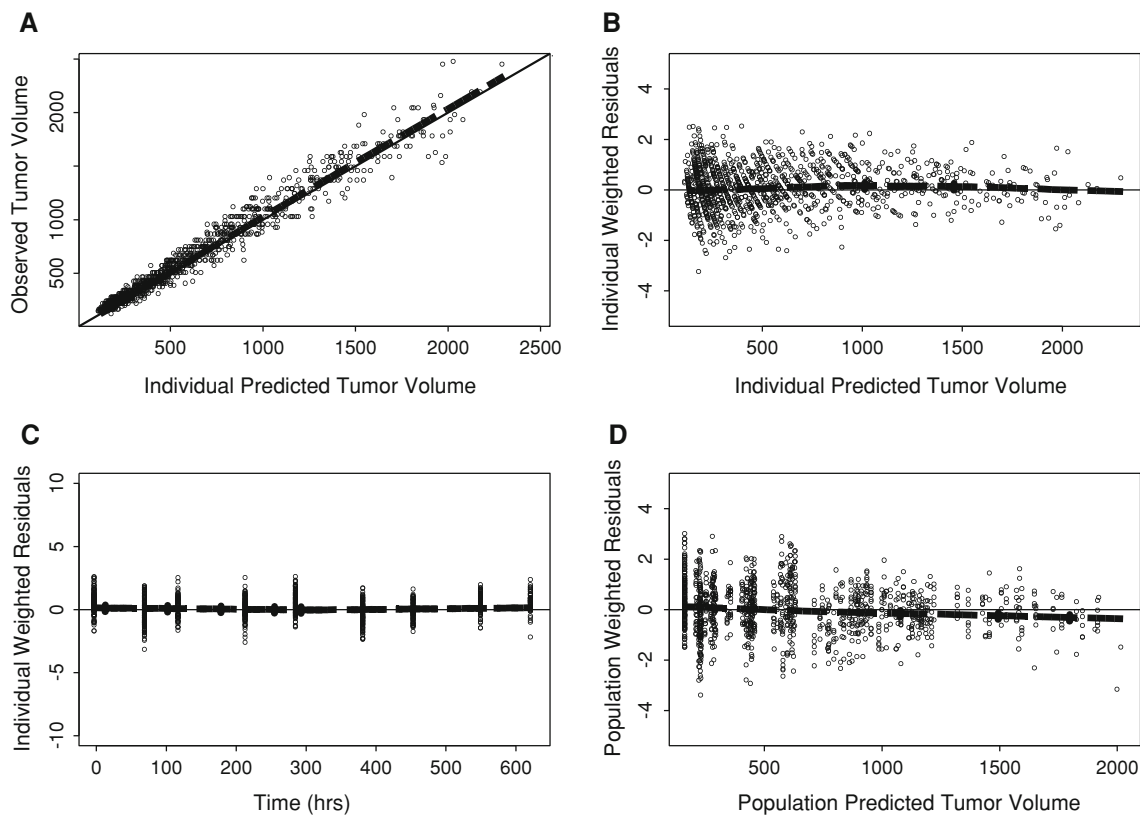 A
Observed Tumor Volume
2000
1000
500
500 1000 1500 2000 2500
Individual Predicted Tumor Volume
B
Individual Weighted Residuals
4
2
0
-2
-4
500 1000 1500 2000
Individual Predicted Tumor Volume
C
Individual Weighted Residuals
10
5
0
-5
-10
0 100 200 300 400 500 600
Time (hrs)
D
Population Weighted Residuals
4
2
0
-2
-4
500 1000 1500 2000
Population Predicted Tumor Volume